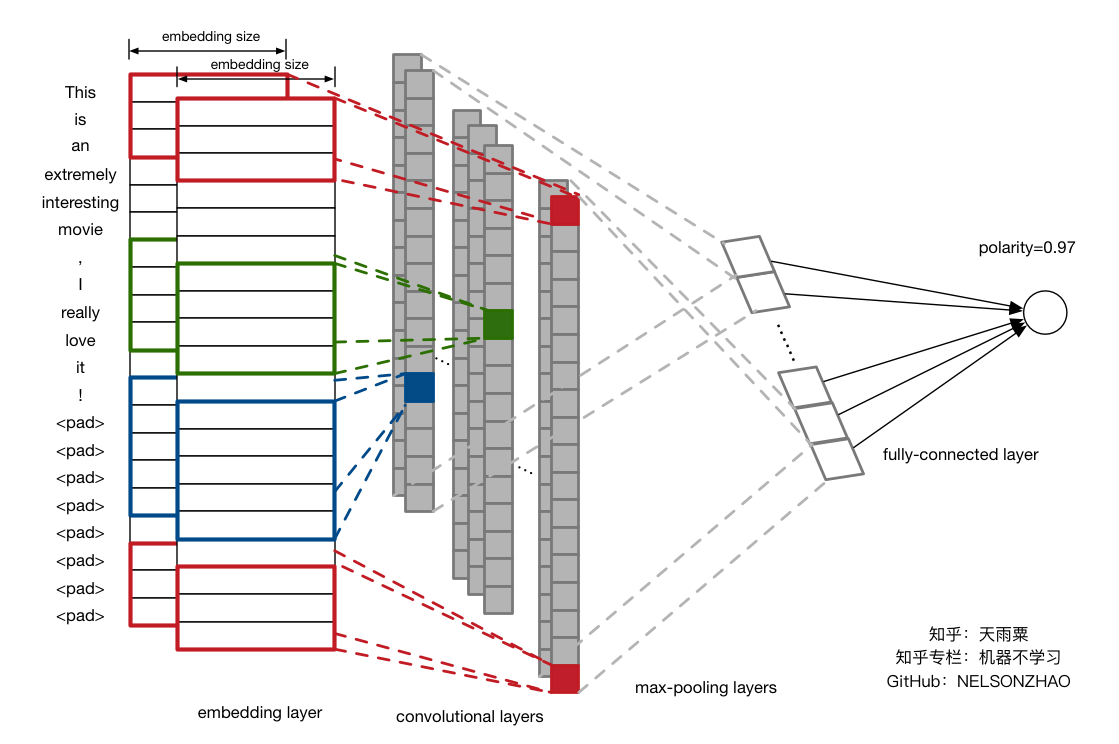 embedding size
embedding size
This
is
an
extremely
interesting
movie
,
I
really
love
it
!
<pad>
<pad>
<pad>
<pad>
<pad>
<pad>
<pad>
<pad>
embedding layer
convolutional layers
max-pooling layers
fully-connected layer
polarity=0.97
知乎：天雨粟
知乎专栏：机器不学习
GitHub：NELSONZHAO